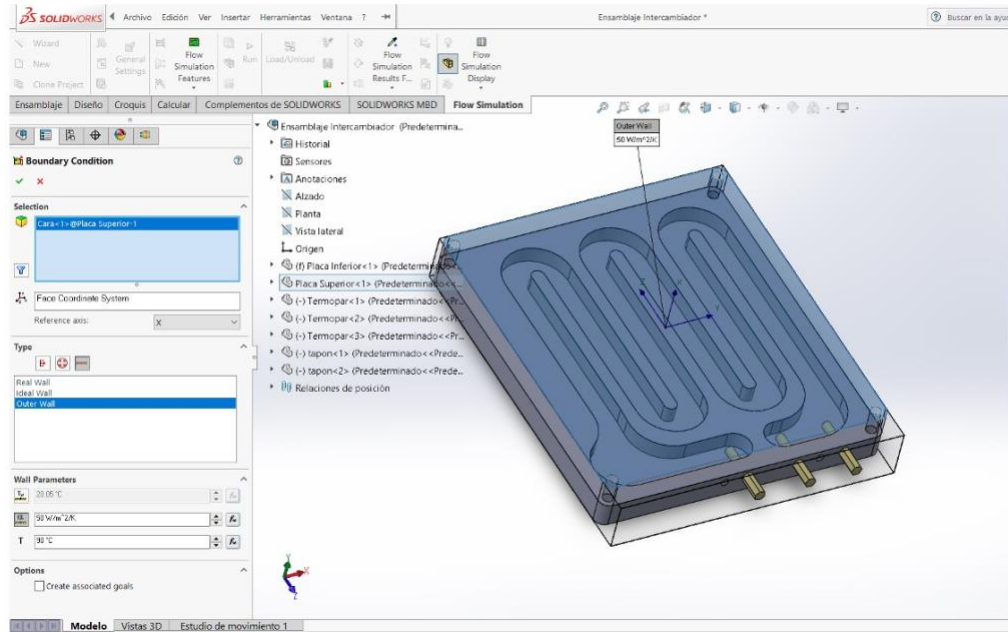 SOLIDWORKS Archivo Edición Ver Insertar Herramientas Ventana ? Ensamblaje Intercambiador * Buscar en la ayu
Wizard
New
Clone Project
General Settings
Flow Simulation Features
Run
Load/Unload
Flow Simulation Results F...
Flow Simulation Display
Ensamblaje Diseño Croquis Calcular Complementos de SOLIDWORKS SOLIDWORKS MBD Flow Simulation
Boundary Condition
Selection
Cara<1>@Placa Superior-1
Face Coordinate System
Reference axis: X
Type
Real Wall
Ideal Wall
Outer Wall
Wall Parameters
20.05 °C
50 W/m^2/K
T 90 °C
Options
Create associated goals
Ensamblaje Intercambiador (Predetermina...
Historial
Sensores
Anotaciones
Alzado
Planta
Vista lateral
Origen
(f) Placa Inferior<1> (Predetermin
Placa Superior<1> (Predeterminado<<
(-) Termopar<1> (Predeterminado<<Pr
(-) Termopar<2> (Predeterminado<<Pr
(-) Termopar<3> (Predeterminado<<Pr...
(-) tapon<1> (Predeterminado<<Prede...
(-) tapon<2> (Predeterminado<<Prede...
Relaciones de posición
Outer Wall
50 W/m^2/K
Modelo Vistas 3D Estudio de movimiento 1